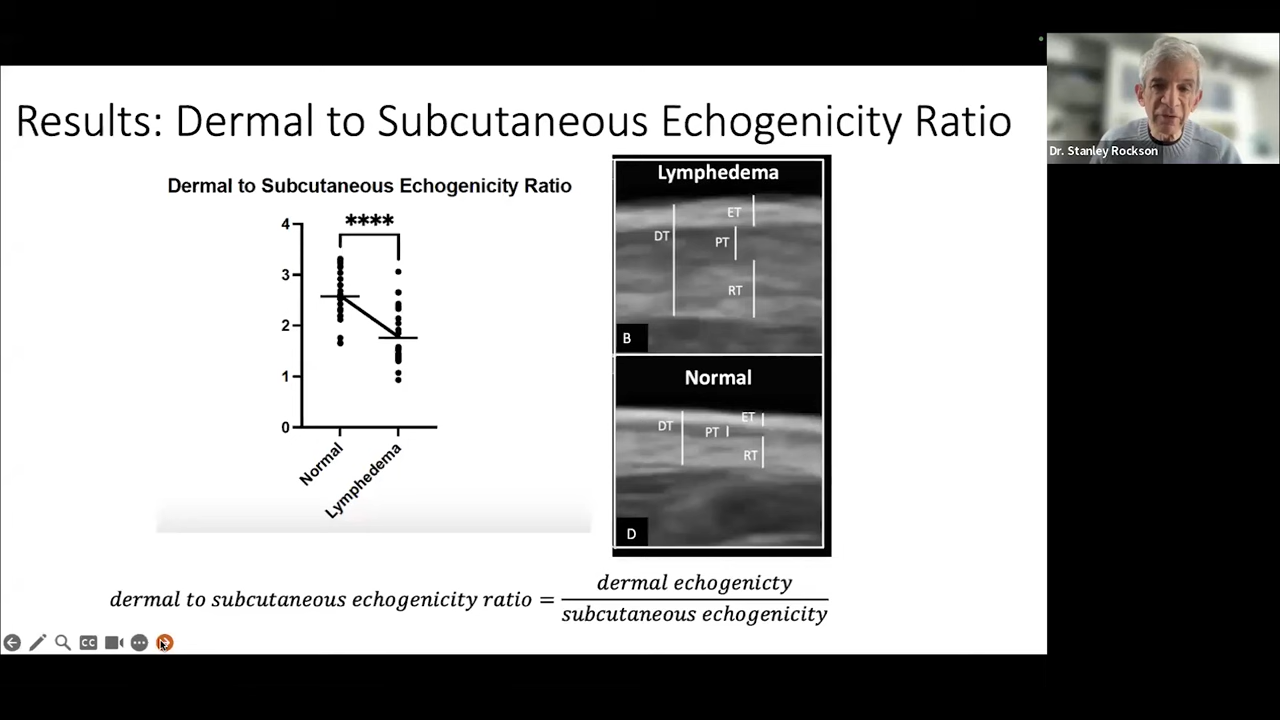 Results: Dermal to Subcutaneous Echogenicity Ratio
Dr. Stanley Rockson
Dermal to Subcutaneous Echogenicity Ratio
****
4
3
2
1
0
Normal
Lymphedema
Lymphedema
ET
DT
PT
RT
B
Normal
ET
DT
PT
RT
D
dermal to subcutaneous echogenicity ratio = dermal echogenicty
subcutaneous echogenicity
CC